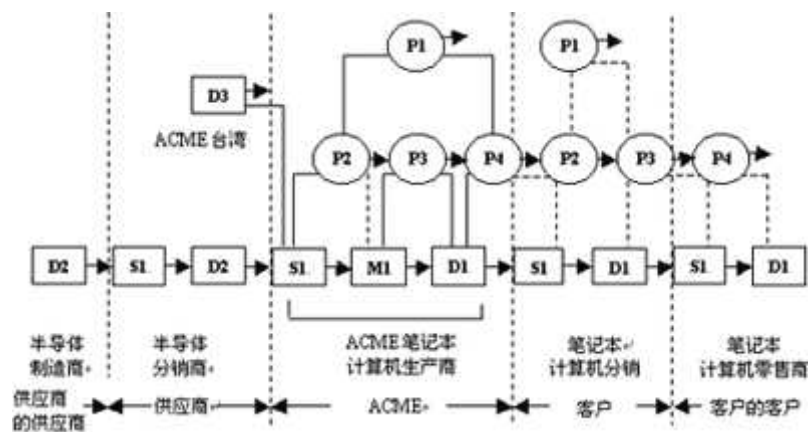 P1
P1
D3
ACME 台湾
P2 P3 P4 P2 P3 P4
D2 S1. D2 S1. M1 D1 S1 D1 S1. D1
半导体
制造商
半导体
分销商
ACME 笔记本
计算机生产商
笔记本
计算机分销
笔记本
计算机零售商
供应商
的供应商
供应商
ACME
客户
客户的客户